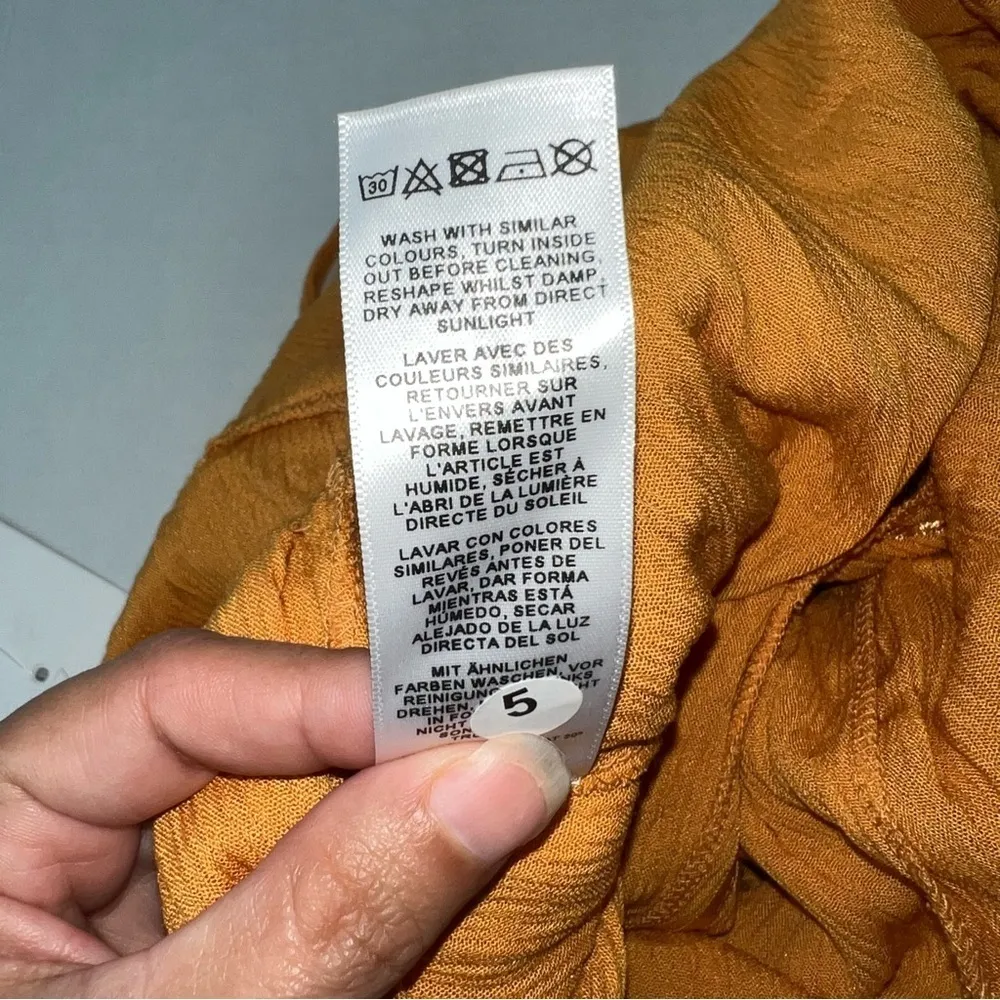 30
WASH WITH SIMILAR
COLOURS, TURN INSIDE
OUT BEFORE CLEANING,
RESHAPE WHILST DAMP,
DRY AWAY FROM DIRECT
SUNLIGHT
LAVER AVEC DES
COULEURS SIMILAIRES,
RETOURNER SUR
L'ENVERS AVANT
LAVAGE, REMETTRE EN
FORME LORSQUE
L'ARTICLE EST
HUMIDE, SÉCHER À
L'ABRI DE LA LUMIÈRE
DIRECTE DU SOLEIL
LAVAR CON COLORES
SIMILARES, PONER DEL
REVÉS ANTES DE
LAVAR, DAR FORMA
MIENTRAS ESTÁ
HÚMEDO, SECAR
ALEJADO DE LA LUZ
DIRECTA DEL SOL
MIT ÄHNLICHEN
FARBEN WASCHEN, VOR
DREHEN,
IN
5